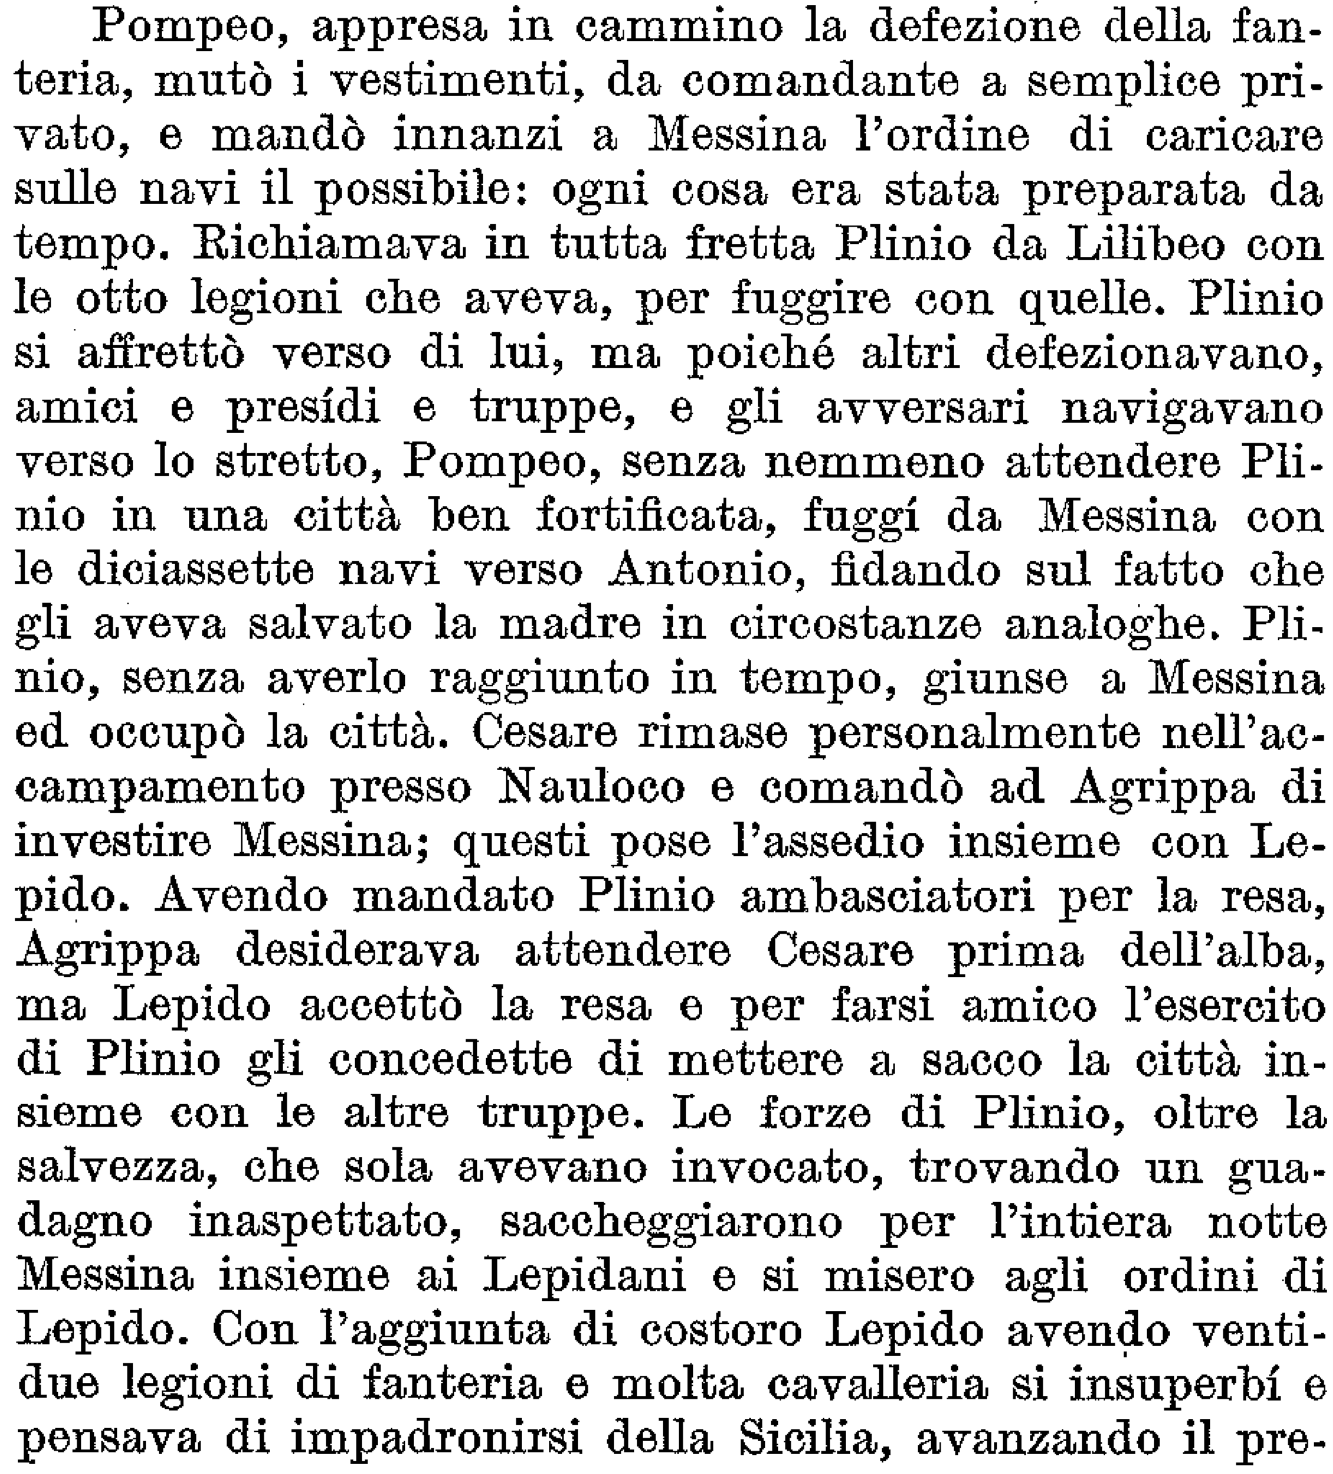 Pompeo, appresa in cammino la defezione della fan-
teria, mutò i vestimenti, da comandante a semplice pri-
vato, e mandò innanzi a Messina l'ordine di caricare
sulle navi il possibile: ogni cosa era stata preparata da
tempo. Richiamava in tutta fretta Plinio da Lilibeo con
le otto legioni che aveva, per fuggire con quelle. Plinio
si affrettò verso di lui, ma poiché altri defezionavano,
amici e presídi e truppe, e gli avversari navigavano
verso lo stretto, Pompeo, senza nemmeno attendere Pli-
nio in una città ben fortificata, fuggí da Messina con
le diciassette navi verso Antonio, fidando sul fatto che
gli aveva salvato la madre in circostanze analoghe. Pli-
nio, senza averlo raggiunto in tempo, giunse a Messina
ed occupò la città. Cesare rimase personalmente nell'ac-
campamento presso Nauloco e comandò ad Agrippa di
investire Messina; questi pose l'assedio insieme con Le-
pido. Avendo mandato Plinio ambasciatori per la resa,
Agrippa desiderava attendere Cesare prima dell'alba,
ma Lepido accettò la resa e per farsi amico l'esercito
di Plinio gli concedette di mettere a sacco la città in-
sieme con le altre truppe. Le forze di Plinio, oltre la
salvezza, che sola avevano invocato, trovando un gua-
dagno inaspettato, saccheggiarono per l'intiera notte
Messina insieme ai Lepidani e si misero agli ordini di
Lepido. Con l'aggiunta di costoro Lepido avendo venti-
due legioni di fanteria e molta cavalleria si insuperbí e
pensava di impadronirsi della Sicilia, avanzando il pre-